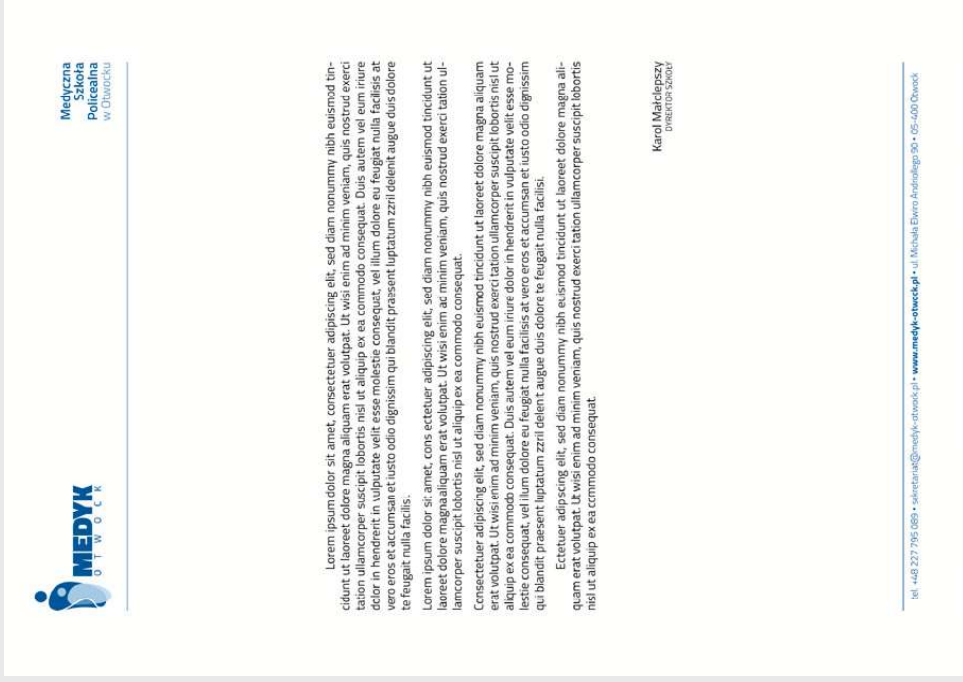 MEDYK
OTWOCK
Medyczna
Szkoła
Policealna
w Otwocku
Lorem ipsum dolor sit amet, consectetuer adipiscing elit, sed diam nonummy nibh euismod tin-
cidunt ut laoreet dolore magna aliquam erat volutpat. Ut wisi enim ad minim veniam, quis nostrud exerci
tation ullamcorper suscipit lobortis nisl ut aliquip ex ea commodo consequat. Duis autem vel eum iriure
dolor in hendrerit in vulputate velit esse molestie consequat, vel illum dolore eu feugiat nulla facilisis at
vero eros et accumsan et iusto odio dignissim qui blandit praesent luptatum zzril delenit augue duis dolore
te feugait nulla facilis.
Lorem ipsum dolor sit amet, cons ectetuer adipiscing elit, sed diam nonummy nibh euismod tincidunt ut
laoreet dolore magna aliquam erat volutpat. Ut wisi enim ad minim veniam, quis nostrud exerci tation ul-
lamcorper suscipit lobortis nisl ut aliquip ex ea commodo consequat.
Consectetuer adipiscing elit, sed diam nonummy nibh euismod tincidunt ut laoreet dolore magna aliquam
erat volutpat. Ut wisi enim ad minim veniam, quis nostrud exerci tation ullamcorper suscipit lobortis nisl ut
aliquip ex ea commodo consequat. Duis autem vel eum iriure dolor in hendrerit in vulputate velit esse mo-
lestie consequat, vel illum dolore eu feugiat nulla facilisis at vero eros et accumsan et iusto odio dignissim
qui blandit praesent luptatum zzril delent augue duis dolore te feugait nulla facilisi.
Ectetuer adipscing elit, sed diam nonummy nibh euismod tincidunt ut laoreet dolore magna ali-
quam erat volutpat. Ut wisi enim ad minim veniam, quis nostrud exerci tation ullamcorper suscipit lobortis
nisl ut aliquip ex ea commodo consequat.
Karol Małclepszy
DYREKTOR SZKOŁY
tel. +48 227 795 089 • sekretariat@medyk-otwock.pl • www.medyk-otwock.pl • ul. Michała Elwiro Andriollego 90 • 05-400 Otwock